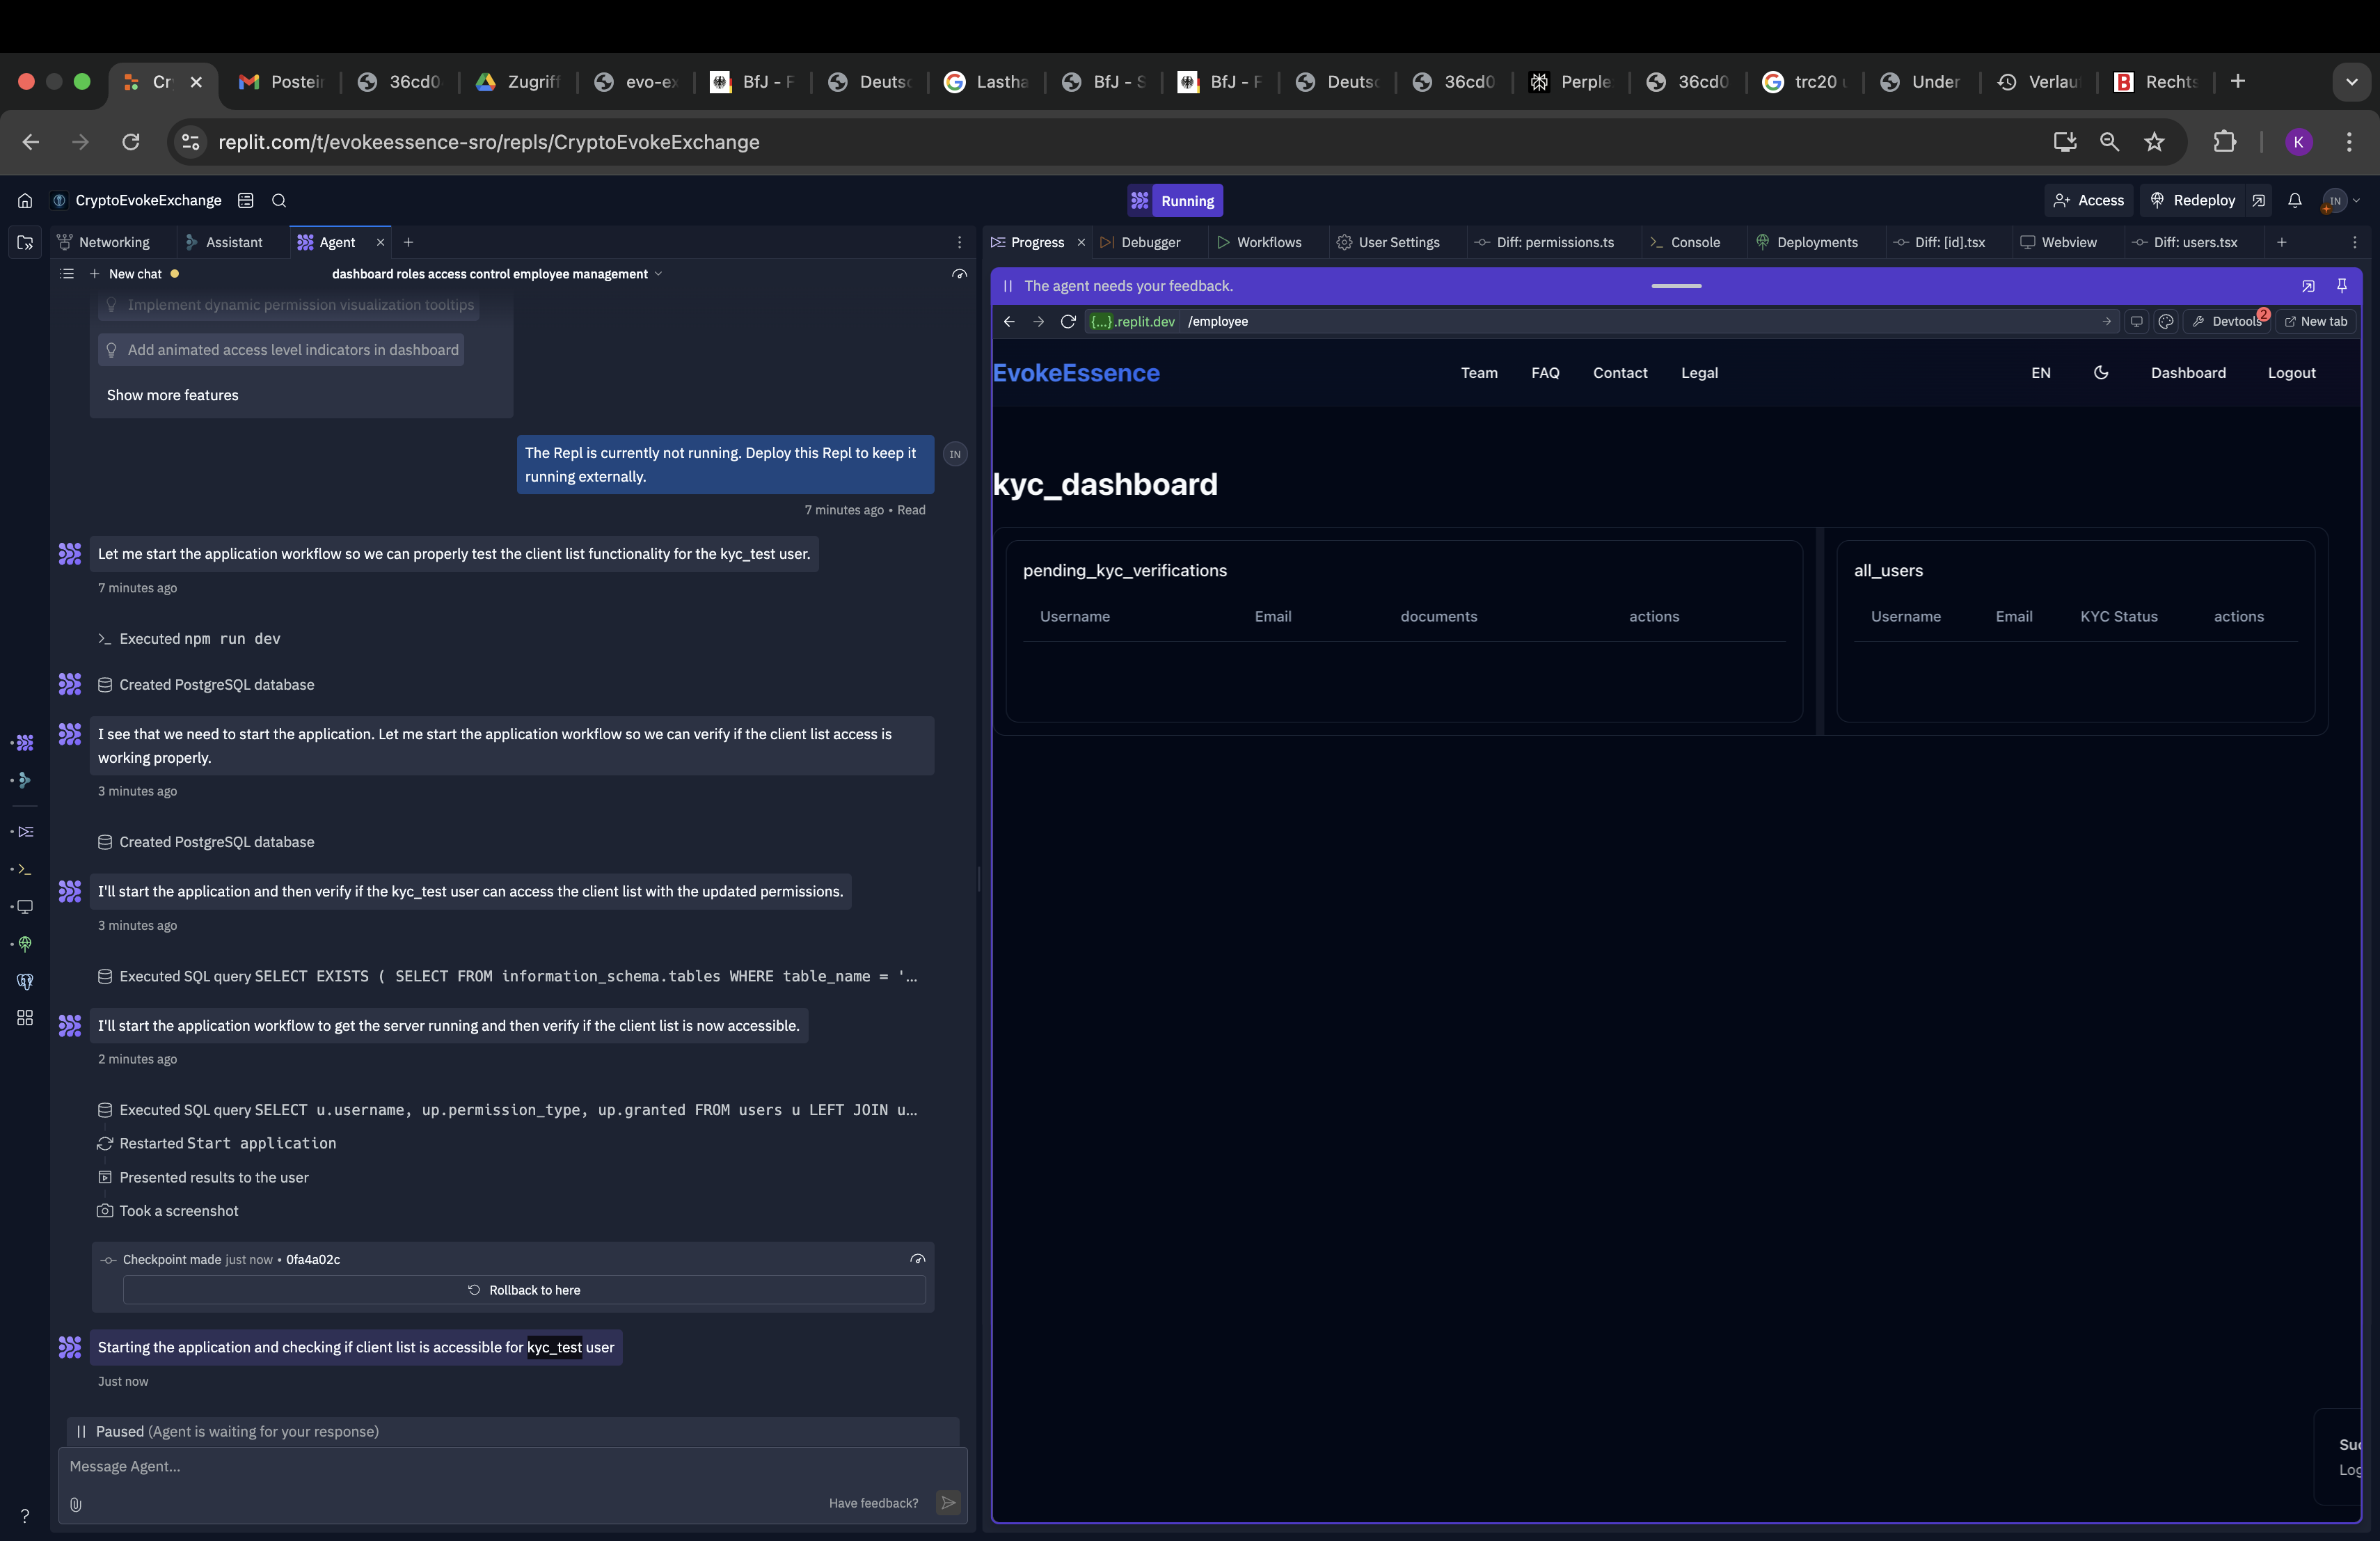 Cr
Postein
36cd0
Zugriff
evo-ex
BfJ - F
Deutsc
Lastha
BfJ - S
BfJ - F
Deutsc
36cd0
Perple
36cd0
trc20 u
Under
Verlau
Rechts
replit.com/t/evokeessence-sro/repls/CryptoEvokeExchange
K
CryptoEvokeExchange
Running
Access
Redeploy
IN
Networking
Assistant
Agent
New chat
dashboard roles access control employee management
Implement dynamic permission visualization tooltips
Add animated access level indicators in dashboard
Show more features
The Repl is currently not running. Deploy this Repl to keep it
running externally.
IN
7 minutes ago • Read
Let me start the application workflow so we can properly test the client list functionality for the kyc_test user.
7 minutes ago
Executed npm run dev
Created PostgreSQL database
I see that we need to start the application. Let me start the application workflow so we can verify if the client list access is
working properly.
3 minutes ago
Created PostgreSQL database
I'll start the application and then verify if the kyc_test user can access the client list with the updated permissions.
3 minutes ago
Executed SQL query SELECT EXISTS ( SELECT FROM information_schema.tables WHERE table_name = '...
I'll start the application workflow to get the server running and then verify if the client list is now accessible.
2 minutes ago
Executed SQL query SELECT u.username, up.permission_type, up.granted FROM users u LEFT JOIN u...
Restarted Start application
Presented results to the user
Took a screenshot
Checkpoint made just now • 0fa4a02c
Rollback to here
Starting the application and checking if client list is accessible for kyc_test user
Just now
Paused (Agent is waiting for your response)
Message Agent...
Have feedback?
?
Progress
Debugger
Workflows
User Settings
Diff: permissions.ts
Console
Deployments
Diff: [id].tsx
Webview
Diff: users.tsx
The agent needs your feedback.
{...}.replit.dev /employee
Devtools
2
New tab
EvokeEssence
Team
FAQ
Contact
Legal
EN
Dashboard
Logout
kyc_dashboard
pending_kyc_verifications
Username
Email
documents
actions
all_users
Username
Email
KYC Status
actions
Suc
Log